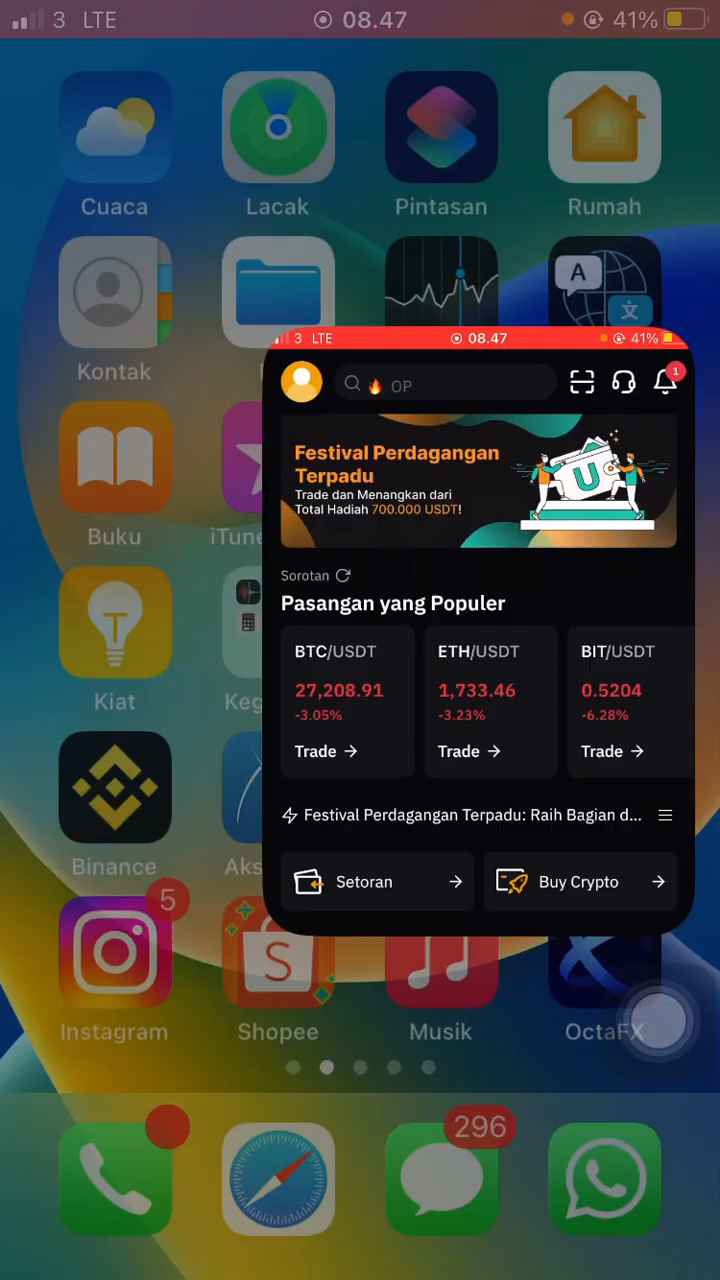 3 LTE 08.47 41%
Cuaca Lacak Pintasan Rumah
A 文
Kontak
3 LTE 08.47 41%
OP 1
Festival Perdagangan
Terpadu
Trade dan Menangkan dari
Total Hadiah 700.000 USDT!
U
Buku iTune
Sorotan
Pasangan yang Populer
BTC/USDT ETH/USDT BIT/USDT
27,208.91 1,733.46 0.5204
-3.05% -3.23% -6.28%
Trade → Trade → Trade →
Kiat Keg
Festival Perdagangan Terpadu: Raih Bagian d...
Binance Aks
Setoran → Buy Crypto →
5
S
Instagram Shopee Musik OctaFX
296